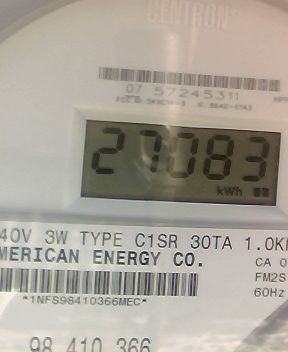 CENTRON®
07 57245311
27083
kWh
40V 3W TYPE C1SR 30TA 1.0K
MERICAN ENERGY CO.
CA 0
FM2S
60Hz
*1NFS98410366MEC*
98 410 366